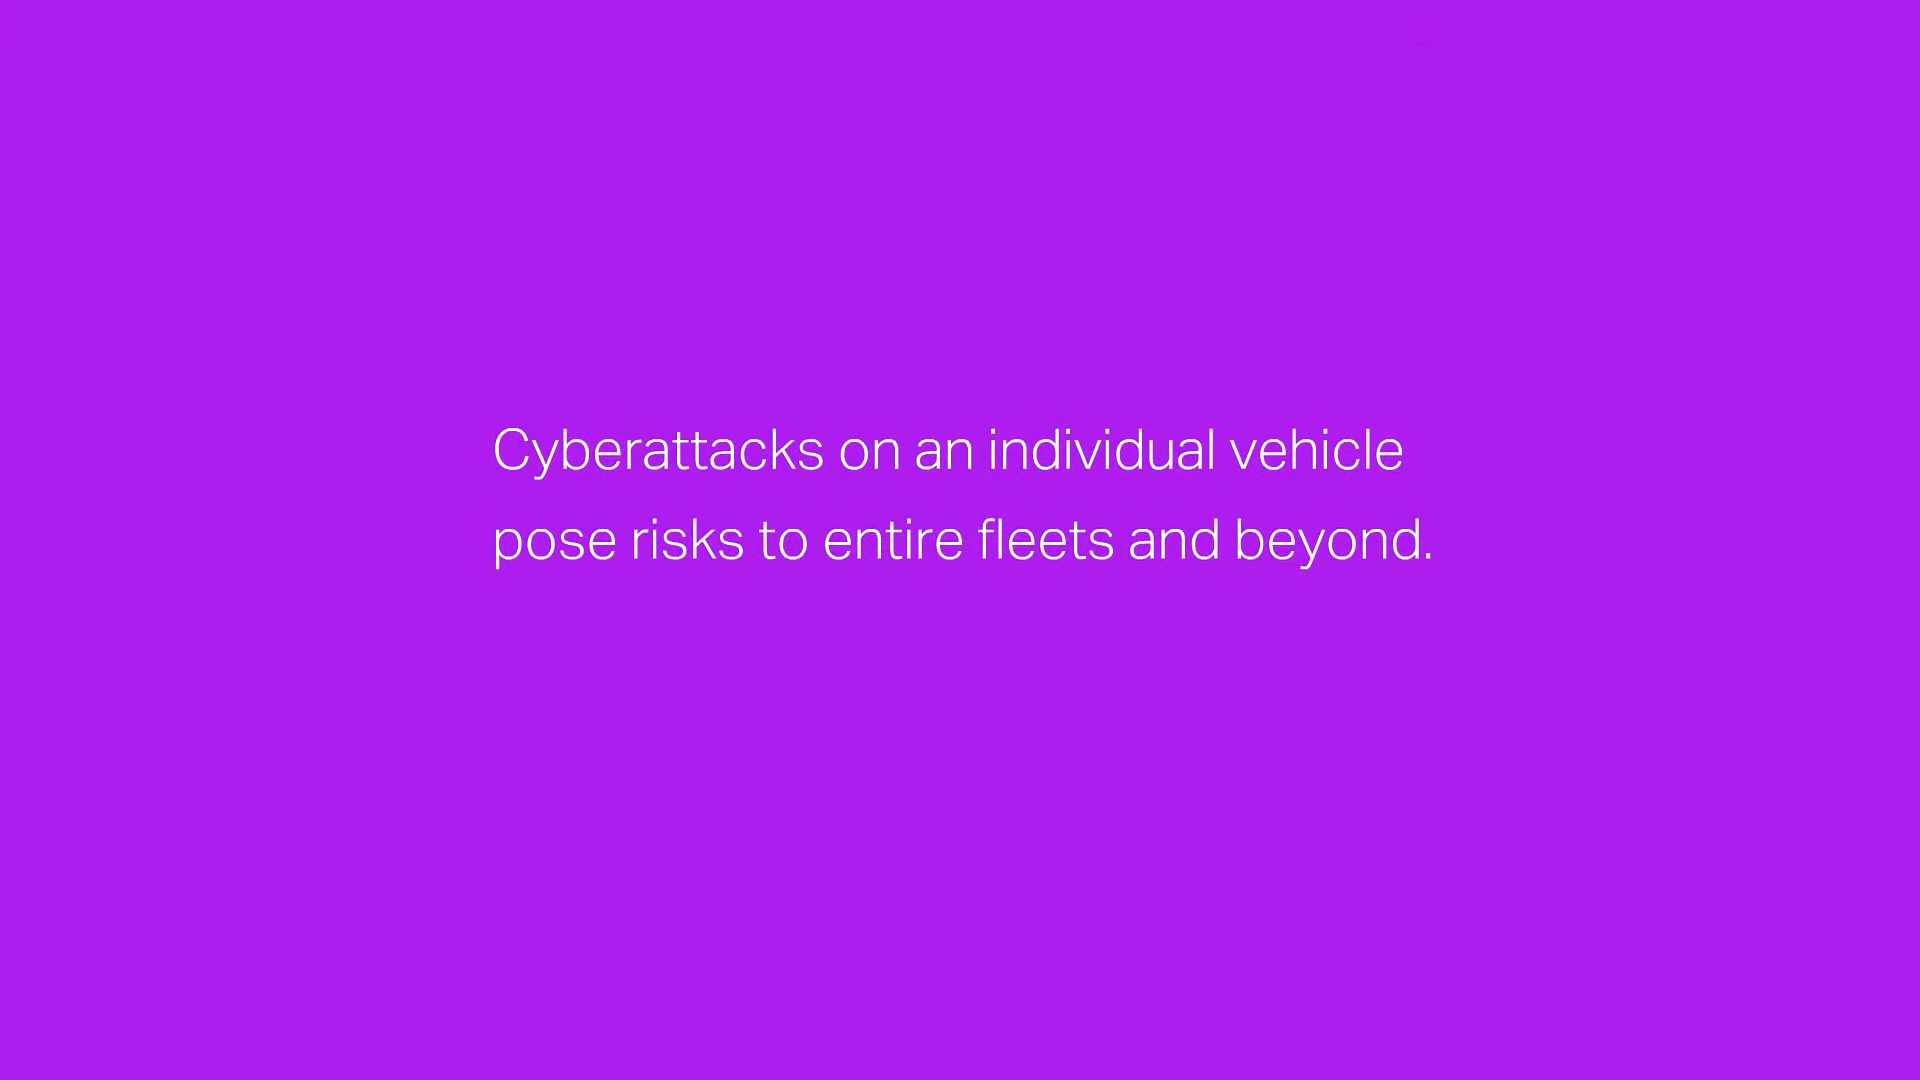 Cyberattacks on an individual vehicle
pose risks to entire fleets and beyond.